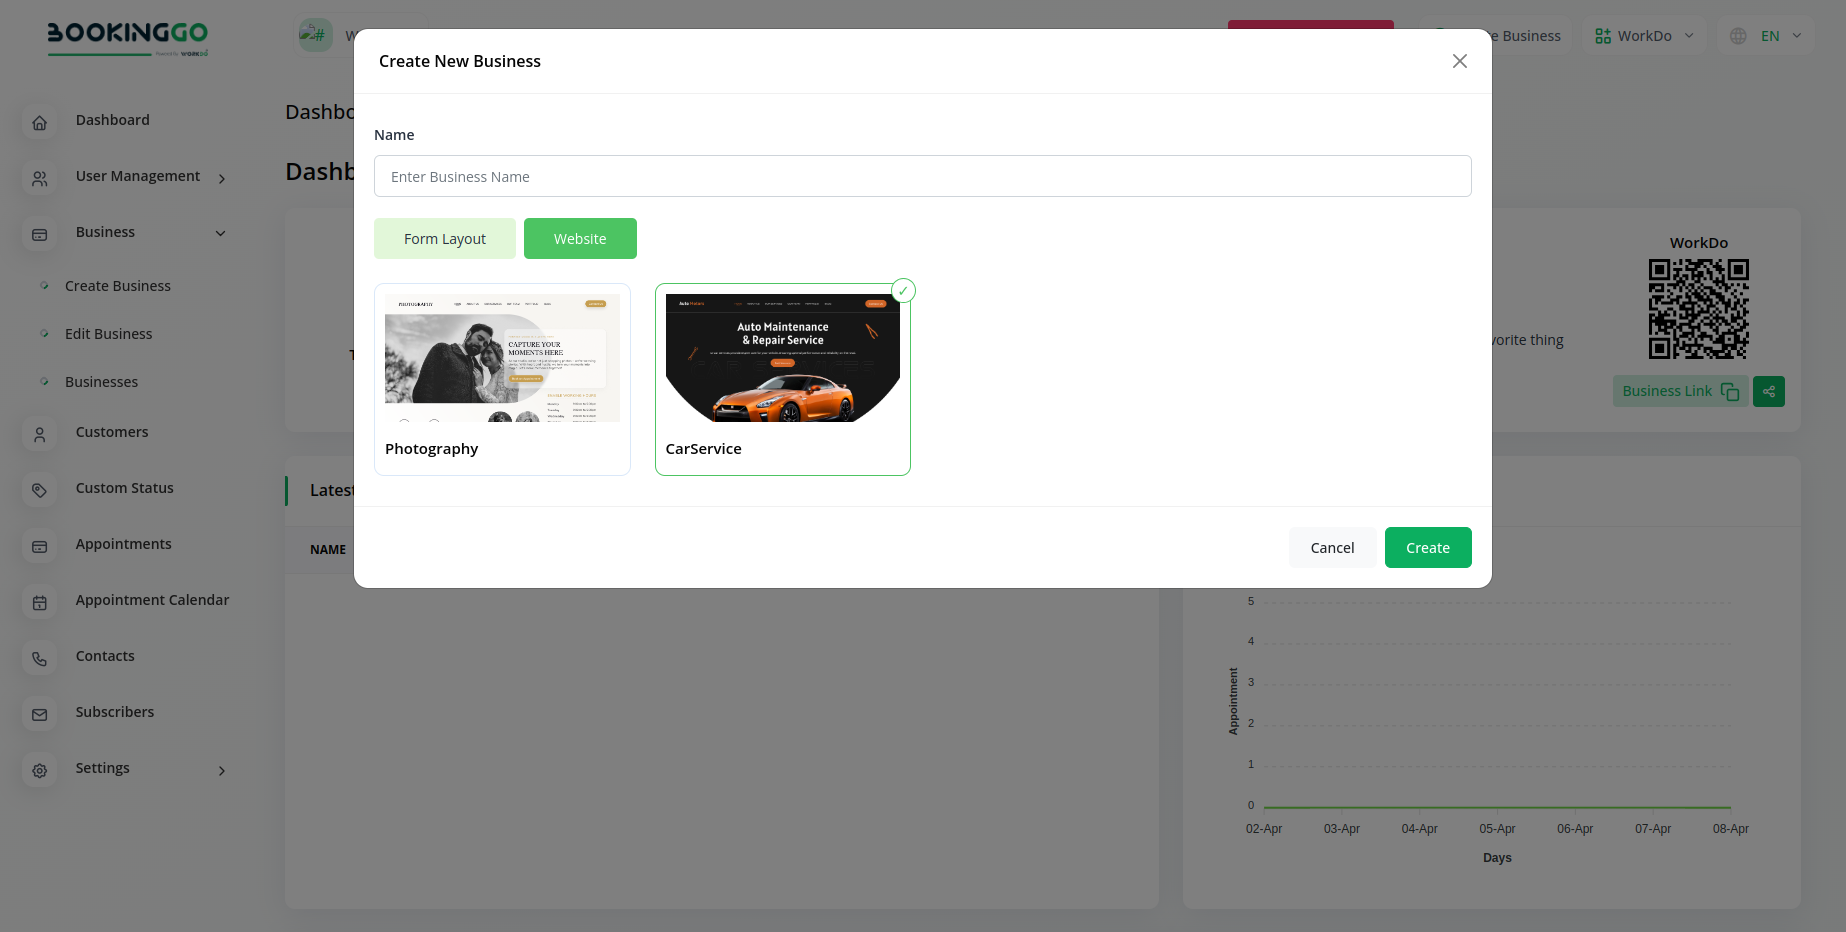 BOOKINGGO
Powered By WORKDO
#
W
e Business
WorkDo
EN
Create New Business
Name
Enter Business Name
Form Layout
Website
PHOTOGRAPHY
CAPTURE YOUR
MOMENTS HERE
Photography
Auto Motors
Auto Maintenance
& Repair Service
✓
CarService
Cancel
Create
Dashboard
User Management
Business
Create Business
Edit Business
Businesses
Customers
Custom Status
Appointments
Appointment Calendar
Contacts
Subscribers
Settings
Dashbo
Dashb
T
WorkDo
vorite thing
Business Link
Latest
NAME
Appointment
5
4
3
2
1
0
02-Apr 03-Apr 04-Apr 05-Apr 06-Apr 07-Apr 08-Apr
Days